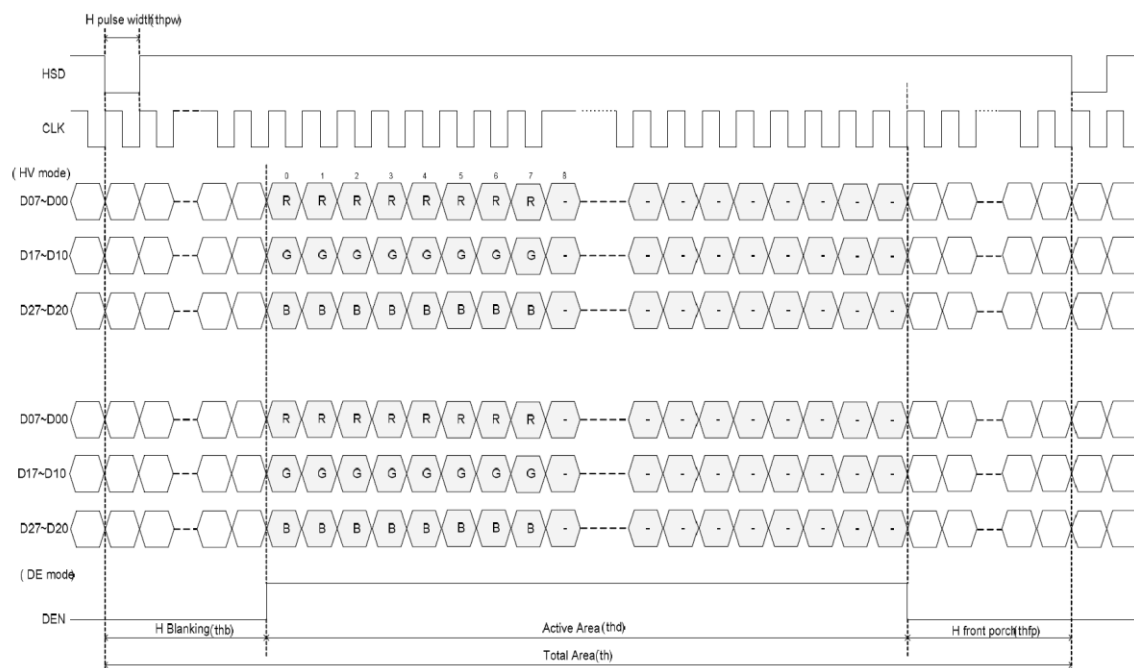 H pulse width(thpw)
HSD
CLK
( HV mode)
0 1 2 3 4 5 6 7 8
D07~D00 R R R R R R R R - - - - - - - - -
D17~D10 G G G G G G G G - - - - - - - - -
D27~D20 B B B B B B B B - - - - - - - - -
D07~D00 R R R R R R R R - - - - - - - - -
D17~D10 G G G G G G G G - - - - - - - - -
D27~D20 B B B B B B B B - - - - - - - - -
( DE mode)
DEN
H Blanking(thb) Active Area(thd) H front porch(thfp)
Total Area(th)